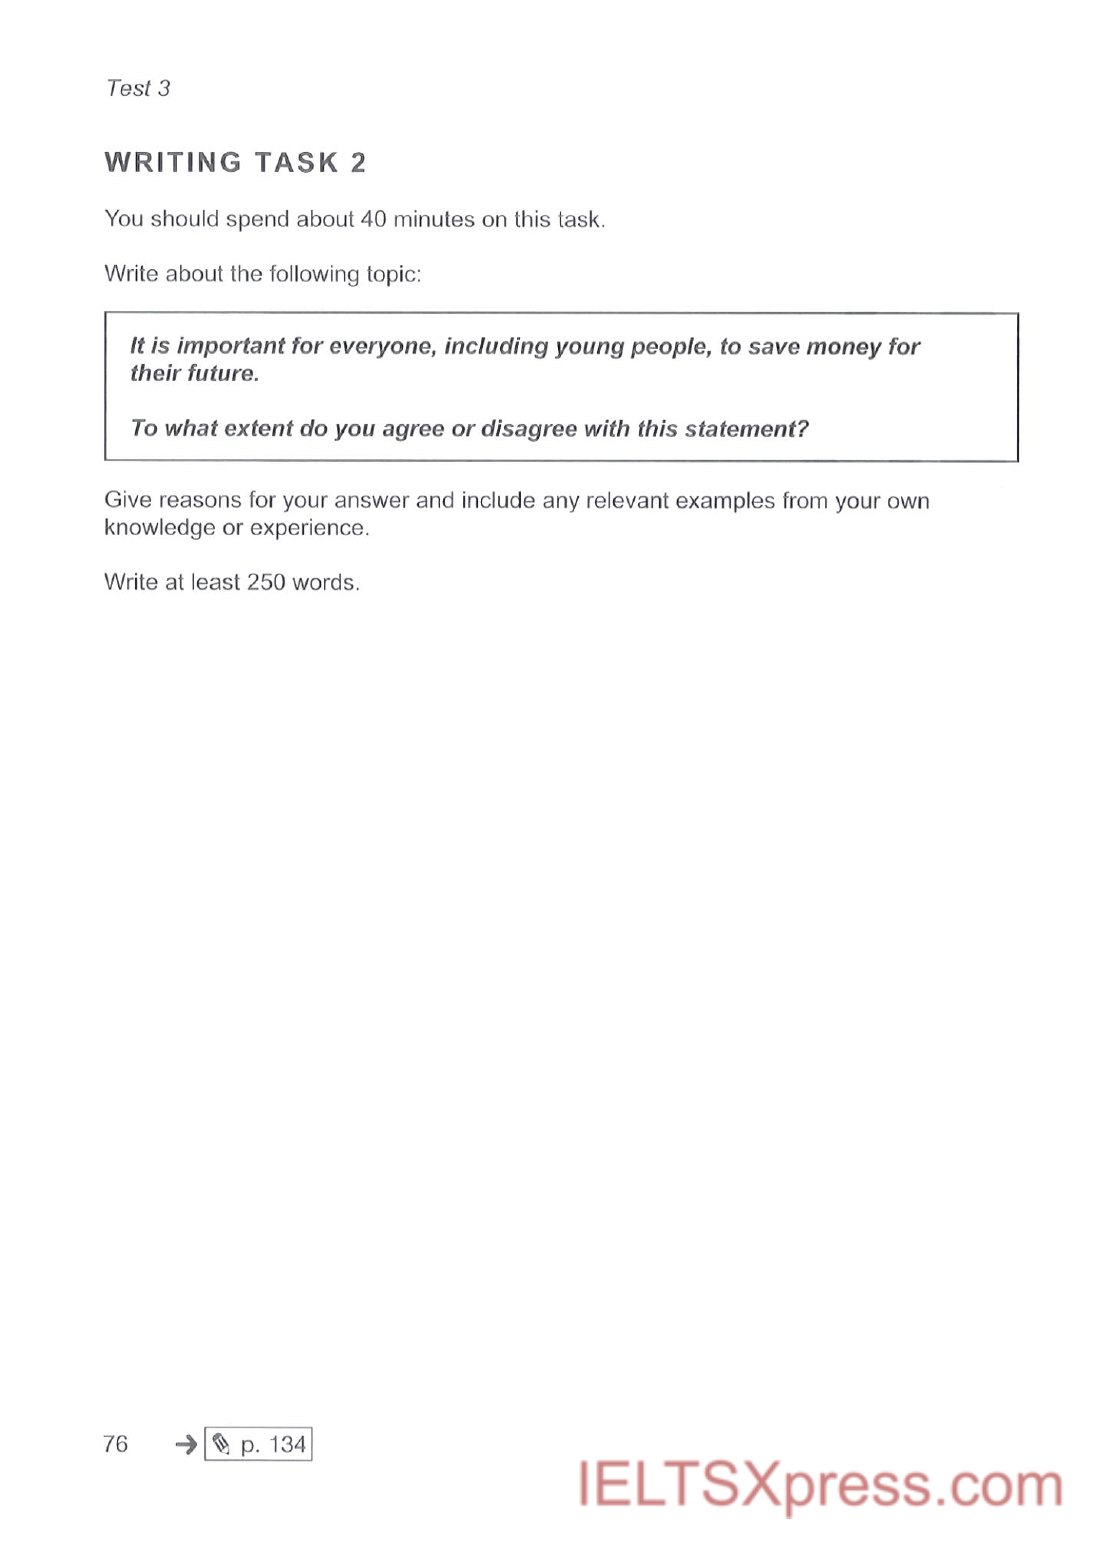 Test 3
WRITING TASK 2
You should spend about 40 minutes on this task.
Write about the following topic:
It is important for everyone, including young people, to save money for
their future.
To what extent do you agree or disagree with this statement?
Give reasons for your answer and include any relevant examples from your own
knowledge or experience.
Write at least 250 words.
76 → ✎ p. 134
IELTSXpress.com